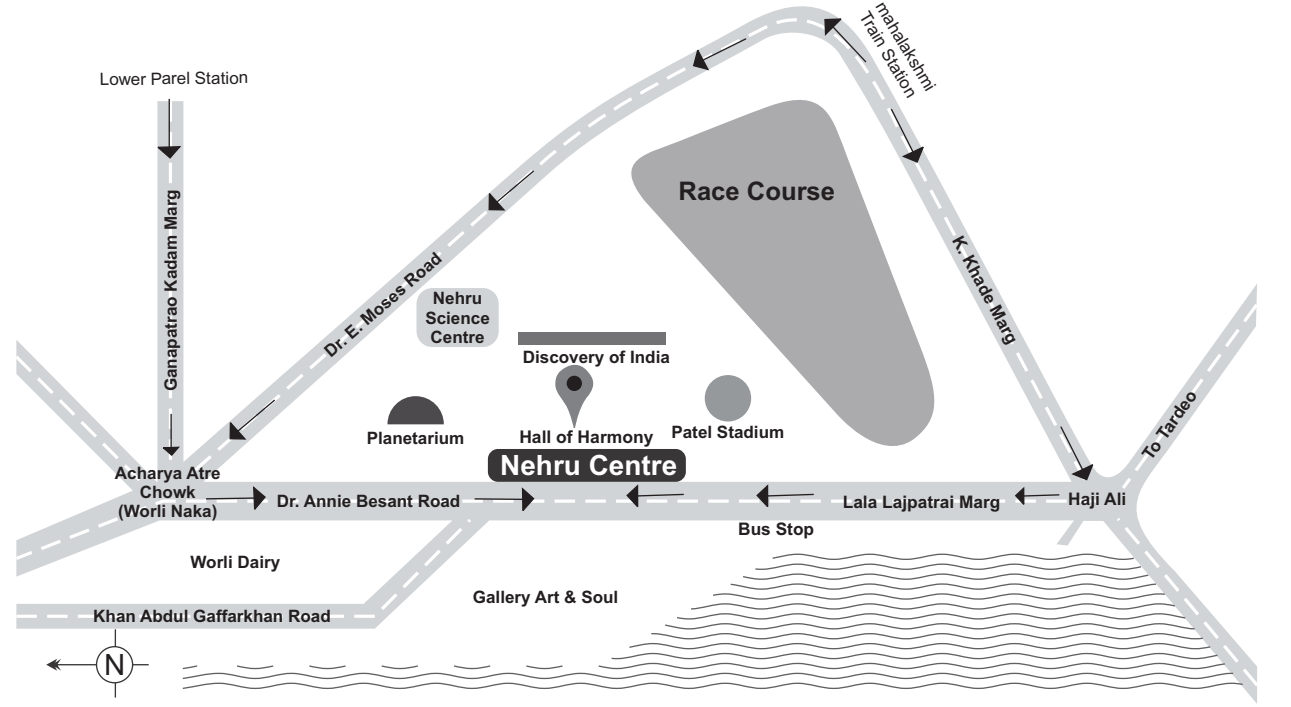 mahalakshmi
Train Station
Lower Parel Station
Race Course
Ganapatrao Kadam Marg
K. Khade Marg
Dr. E. Moses Road
Nehru
Science
Centre
Discovery of India
To Tardeo
Planetarium
Hall of Harmony
Patel Stadium
Nehru Centre
Acharya Atre
Chowk
(Worli Naka)
Dr. Annie Besant Road
Lala Lajpatrai Marg
Haji Ali
Bus Stop
Worli Dairy
Gallery Art & Soul
Khan Abdul Gaffarkhan Road
N